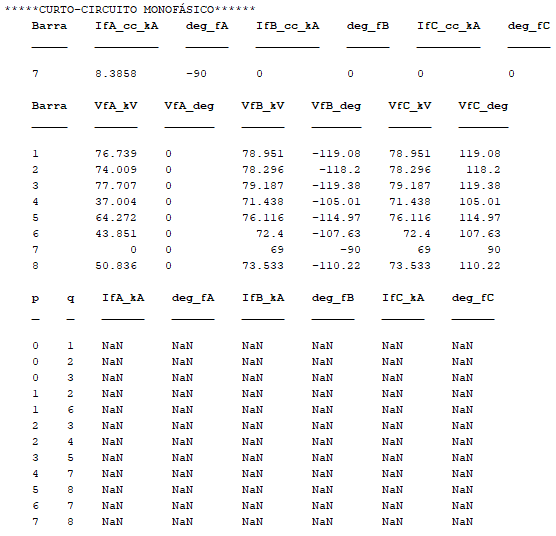 *****CURTO-CIRCUITO MONOFÁSICO******
Barra IfA_cc_kA deg_fA IfB_cc_kA deg_fB IfC_cc_kA deg_fC
7 8.3858 -90 0 0 0 0
Barra VfA_kV VfA_deg VfB_kV VfB_deg VfC_kV VfC_deg
1 76.739 0 78.951 -119.08 78.951 119.08
2 74.009 0 78.296 -118.2 78.296 118.2
3 77.707 0 79.187 -119.38 79.187 119.38
4 37.004 0 71.438 -105.01 71.438 105.01
5 64.272 0 76.116 -114.97 76.116 114.97
6 43.851 0 72.4 -107.63 72.4 107.63
7 0 0 69 -90 69 90
8 50.836 0 73.533 -110.22 73.533 110.22
p q IfA_kA deg_fA IfB_kA deg_fB IfC_kA deg_fC
0 1 NaN NaN NaN NaN NaN NaN
0 2 NaN NaN NaN NaN NaN NaN
0 3 NaN NaN NaN NaN NaN NaN
1 2 NaN NaN NaN NaN NaN NaN
1 6 NaN NaN NaN NaN NaN NaN
2 3 NaN NaN NaN NaN NaN NaN
2 4 NaN NaN NaN NaN NaN NaN
3 5 NaN NaN NaN NaN NaN NaN
4 7 NaN NaN NaN NaN NaN NaN
5 8 NaN NaN NaN NaN NaN NaN
6 7 NaN NaN NaN NaN NaN NaN
7 8 NaN NaN NaN NaN NaN NaN